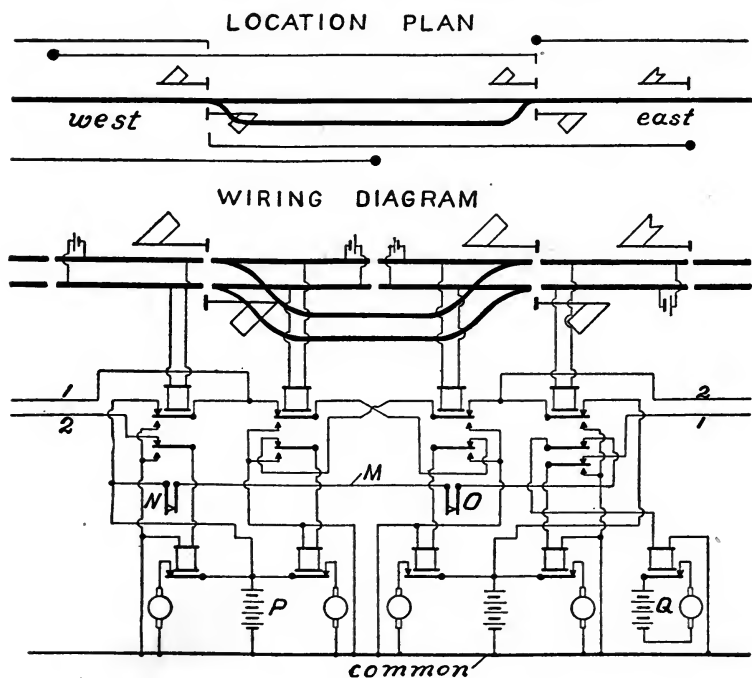 LOCATION PLAN
west
east
WIRING DIAGRAM
1
2
2
1
M
N
O
P
Q
common